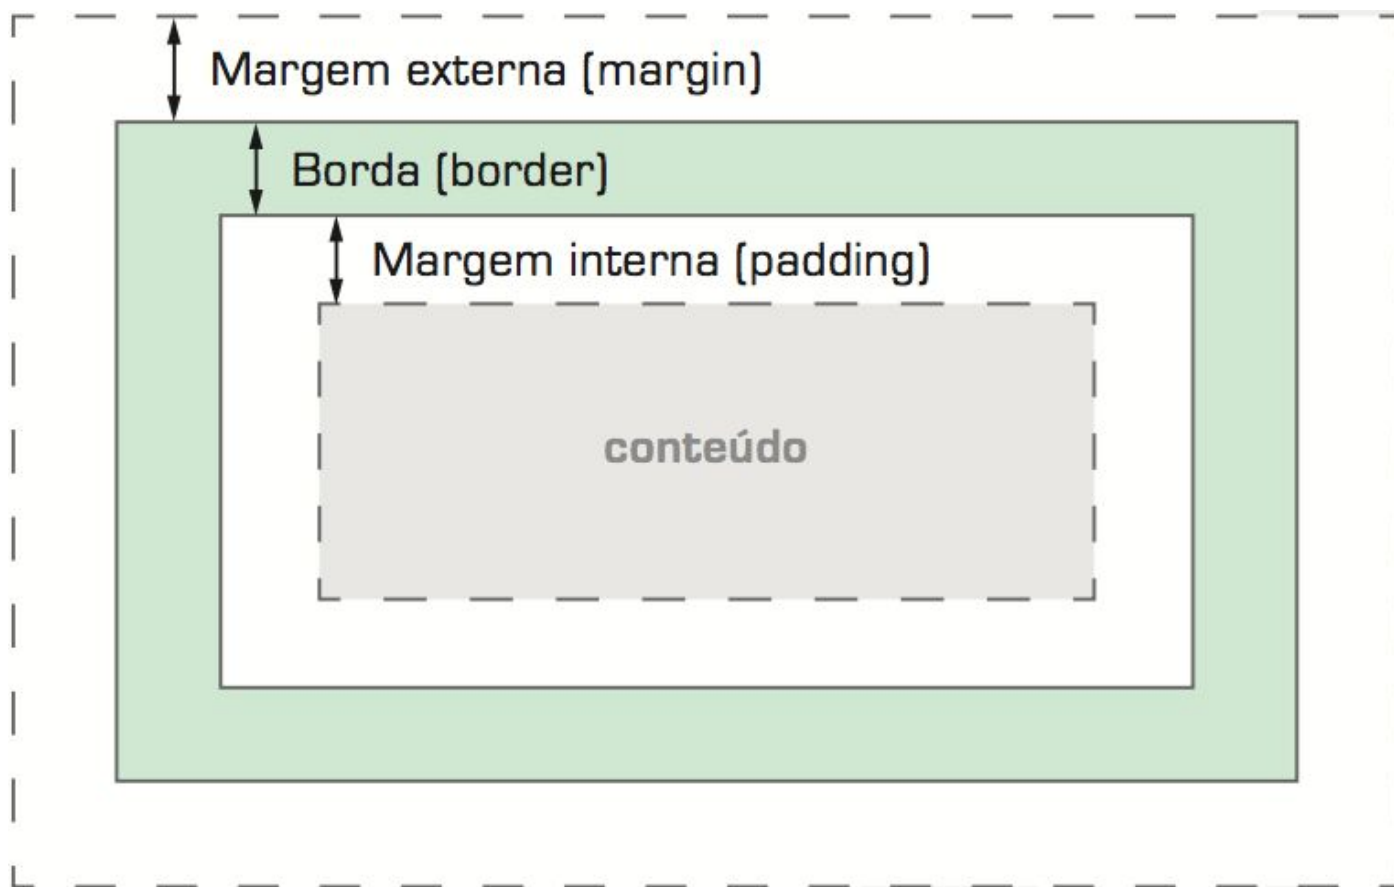 Margem externa (margin)
Borda (border)
Margem interna (padding)
conteúdo